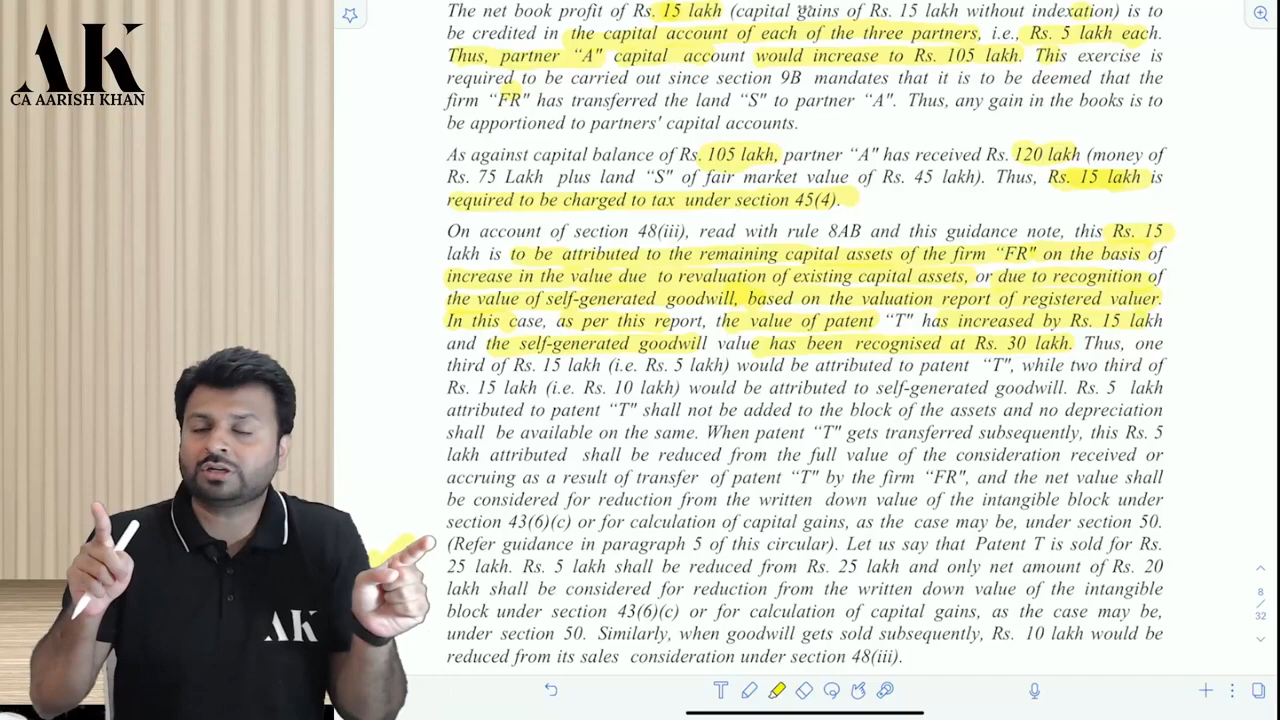 The net book profit of Rs. 15 lakh (capital gains of Rs. 15 lakh without indexation) is to
be credited in the capital account of each of the three partners, i.e., Rs. 5 lakh each.
Thus, partner “A" capital account would increase to Rs. 105 lakh. This exercise is
required to be carried out since section 9B mandates that it is to be deemed that the
firm “FR" has transferred the land “S" to partner “A". Thus, any gain in the books is to
be apportioned to partners' capital accounts.
As against capital balance of Rs. 105 lakh, partner “A" has received Rs. 120 lakh (money of
Rs. 75 Lakh plus land “S" of fair market value of Rs. 45 lakh). Thus, Rs. 15 lakh is
required to be charged to tax under section 45(4).
On account of section 48(iii), read with rule 8AB and this guidance note, this Rs. 15
lakh is to be attributed to the remaining capital assets of the firm “FR" on the basis of
increase in the value due to revaluation of existing capital assets, or due to recognition of
the value of self-generated goodwill, based on the valuation report of registered valuer.
In this case, as per this report, the value of patent “T" has increased by Rs. 15 lakh
and the self-generated goodwill value has been recognised at Rs. 30 lakh. Thus, one
third of Rs. 15 lakh (i.e. Rs. 5 lakh) would be attributed to patent “T", while two third of
Rs. 15 lakh (i.e. Rs. 10 lakh) would be attributed to self-generated goodwill. Rs. 5 lakh
attributed to patent “T" shall not be added to the block of the assets and no depreciation
shall be available on the same. When patent “T" gets transferred subsequently, this Rs. 5
lakh attributed shall be reduced from the full value of the consideration received or
accruing as a result of transfer of patent “T" by the firm “FR", and the net value shall
be considered for reduction from the written down value of the intangible block under
section 43(6)(c) or for calculation of capital gains, as the case may be, under section 50.
(Refer guidance in paragraph 5 of this circular). Let us say that Patent T is sold for Rs.
25 lakh. Rs. 5 lakh shall be reduced from Rs. 25 lakh and only net amount of Rs. 20
lakh shall be considered for reduction from the written down value of the intangible
block under section 43(6)(c) or for calculation of capital gains, as the case may be,
under section 50. Similarly, when goodwill gets sold subsequently, Rs. 10 lakh would be
reduced from its sales consideration under section 48(iii).
AK
CA AARISH KHAN
AK
8
/
32